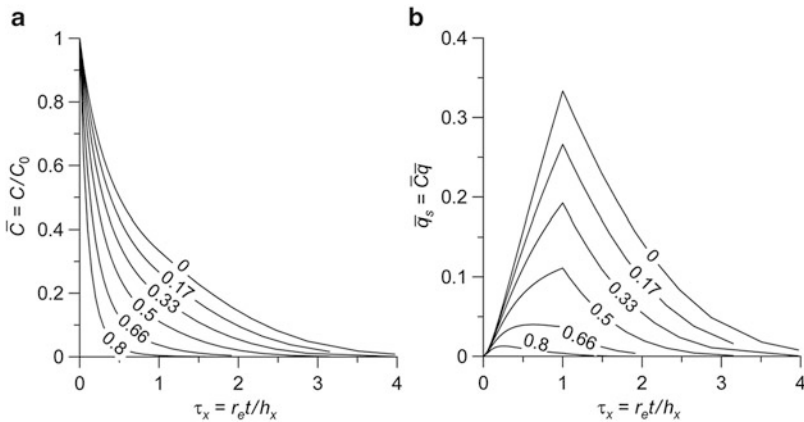 a
1
0.8
0.6
0.4
0.2
0
C̄ = C/C₀
0
0.17
0.33
0.5
0.66
0.8
0 1 2 3 4
τₓ = rₑt/hₓ
b
0.4
0.3
0.2
0.1
0
q̄ₛ = C̄q̄
0
0.17
0.33
0.5
0.66
0.8
0 1 2 3 4
τₓ = rₑt/hₓ